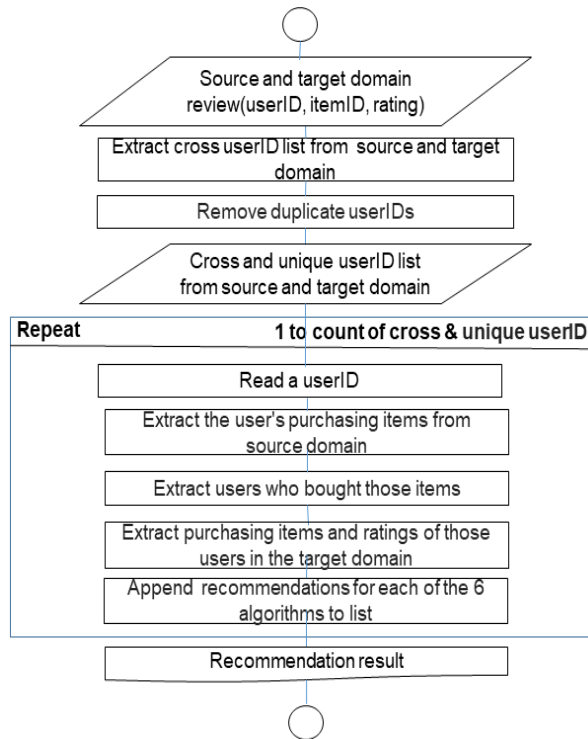 Source and target domain
review(userID, itemID, rating)
Extract cross userID list from source and target
domain
Remove duplicate userIDs
Cross and unique userID list
from source and target domain
Repeat 1 to count of cross & unique userID
Read a userID
Extract the user's purchasing items from
source domain
Extract users who bought those items
Extract purchasing items and ratings of those
users in the target domain
Append recommendations for each of the 6
algorithms to list
Recommendation result